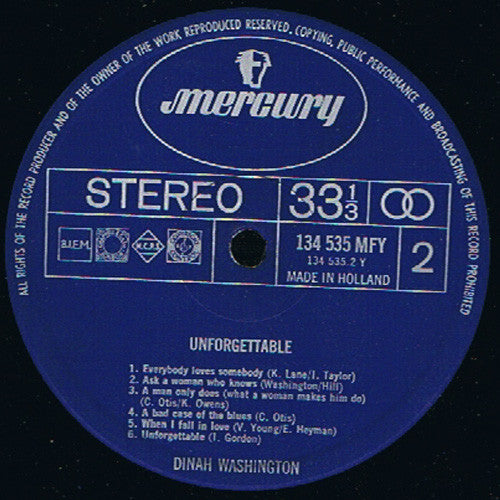 ALL RIGHTS OF THE RECORD PRODUCER AND OF THE OWNER OF THE WORK REPRODUCED RESERVED. COPYING, PUBLIC PERFORMANCE AND BROADCASTING OF THIS RECORD PROHIBITED
mercury
STEREO 33 1/3
B.I.E.M. M.C.P.S. 134 535 MFY 2
134 535.2 Y
MADE IN HOLLAND
UNFORGETTABLE
1. Everybody loves somebody (K. Lane/I. Taylor)
2. Ask a woman who knows (Washington/Hill)
3. A man only does (what a woman makes him do)
(C. Otis/K. Owens)
4. A bad case of the blues (C. Otis)
5. When I fall in love (V. Young/E. Heyman)
6. Unforgettable (I. Gordon)
DINAH WASHINGTON